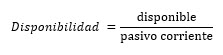 Disponibilidad = disponible / pasivo corriente